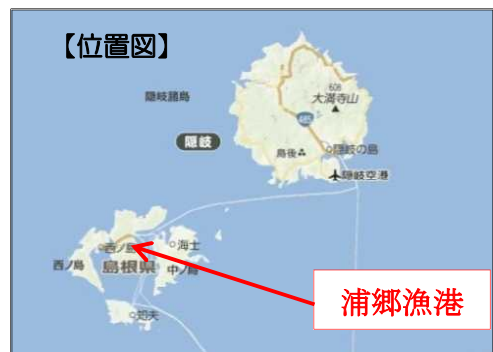 【位置図】
隠岐諸島
608
大満寺山
485
隠岐
島後
隠岐の島
隠岐空港
西ノ島
海士
西ノ島
島根県
中ノ島
知夫
浦郷漁港